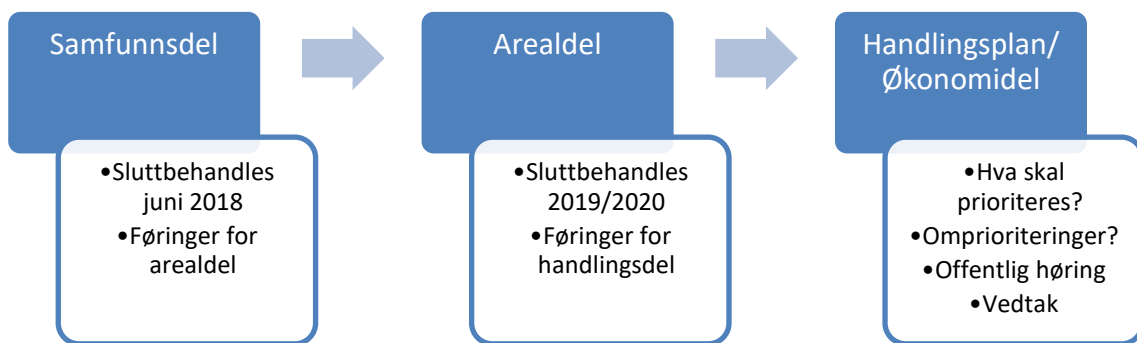 Samfunnsdel
•Sluttbehandles
juni 2018
•Føringer for
arealdel
Arealdel
•Sluttbehandles
2019/2020
•Føringer for
handlingsdel
Handlingsplan/
Økonomidel
•Hva skal
prioriteres?
•Omprioriteringer?
•Offentlig høring
•Vedtak